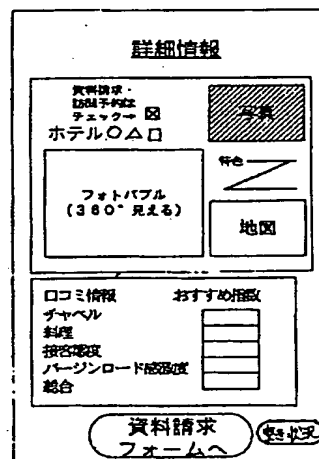 詳細情報
資料請求・
訪問予約は
チェック→☒
ホテル○△□
写真
特色
フォトバブル
(360°見える)
地図
口コミ情報 おすすめ指数
チャペル
料理
接客態度
バージンロード感激度
総合
資料請求
フォームへ
空き状況